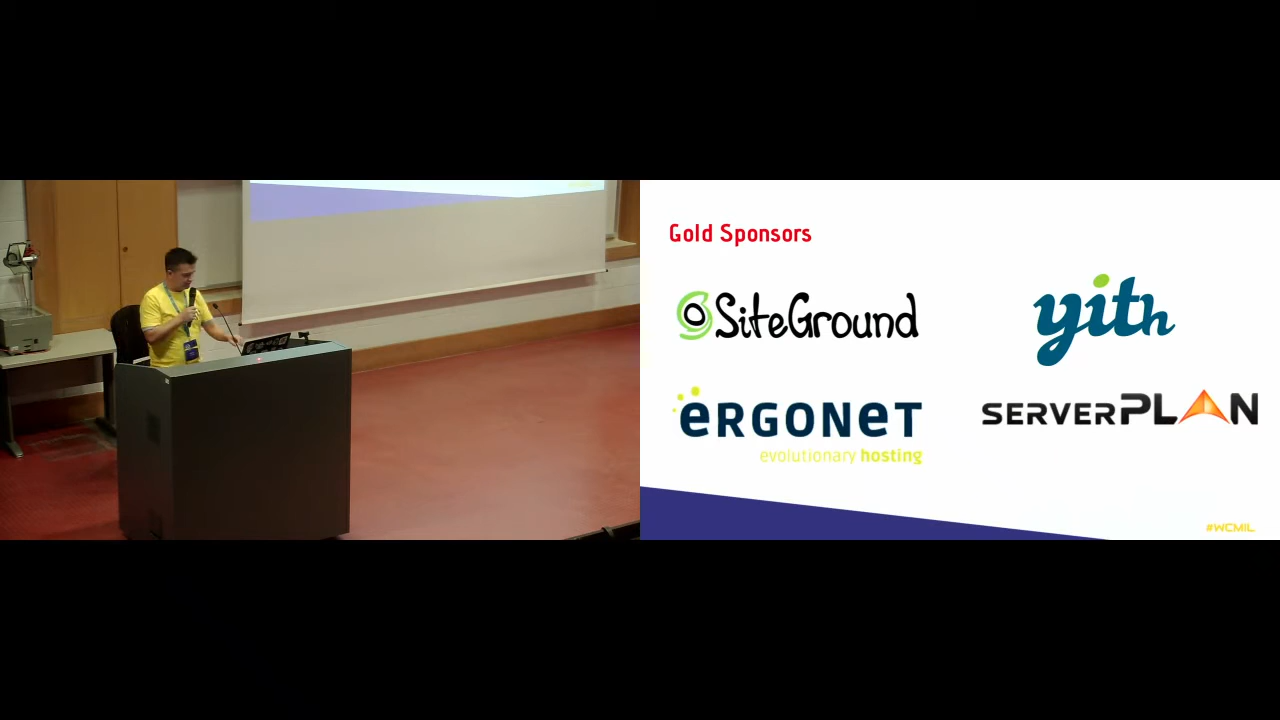 Gold Sponsors
SiteGround
yith
ERGONET
evolutionary hosting
SERVERPLAN
#WCMIL